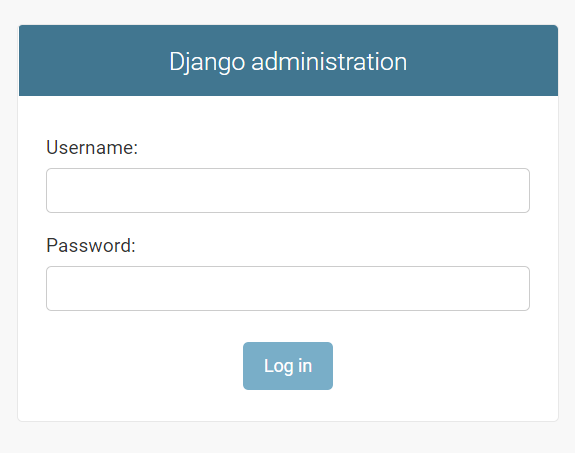 Django administration
Username:
Password:
Log in